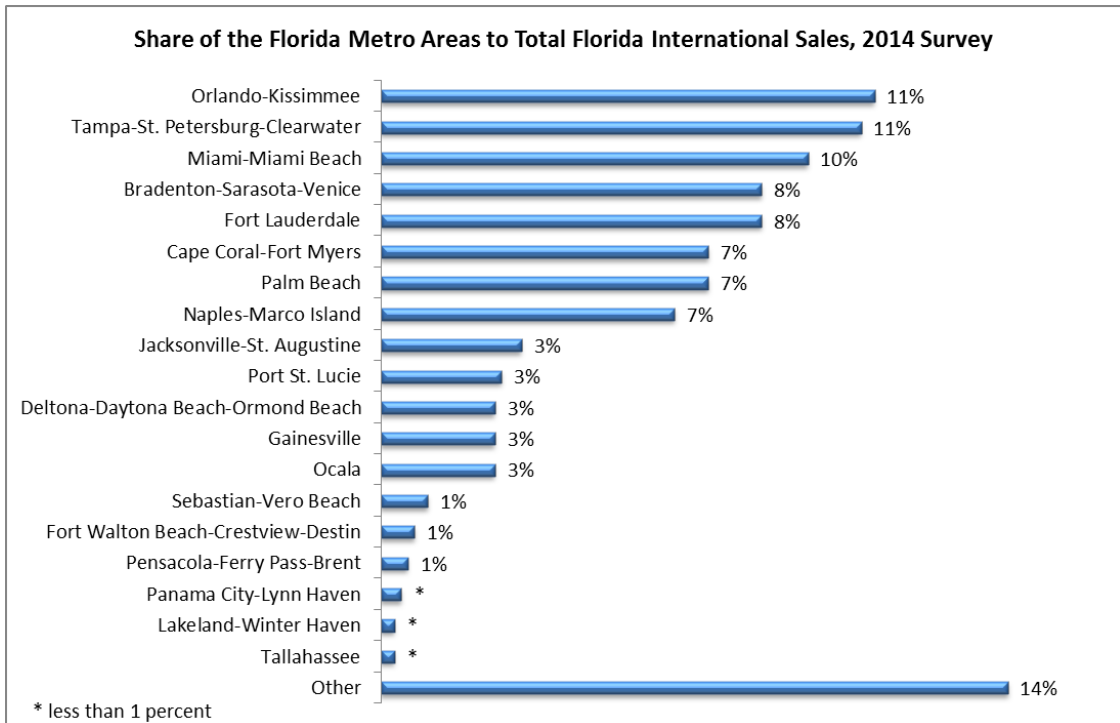 Share of the Florida Metro Areas to Total Florida International Sales, 2014 Survey
Orlando-Kissimmee 11%
Tampa-St. Petersburg-Clearwater 11%
Miami-Miami Beach 10%
Bradenton-Sarasota-Venice 8%
Fort Lauderdale 8%
Cape Coral-Fort Myers 7%
Palm Beach 7%
Naples-Marco Island 7%
Jacksonville-St. Augustine 3%
Port St. Lucie 3%
Deltona-Daytona Beach-Ormond Beach 3%
Gainesville 3%
Ocala 3%
Sebastian-Vero Beach 1%
Fort Walton Beach-Crestview-Destin 1%
Pensacola-Ferry Pass-Brent 1%
Panama City-Lynn Haven *
Lakeland-Winter Haven *
Tallahassee *
Other 14%
* less than 1 percent